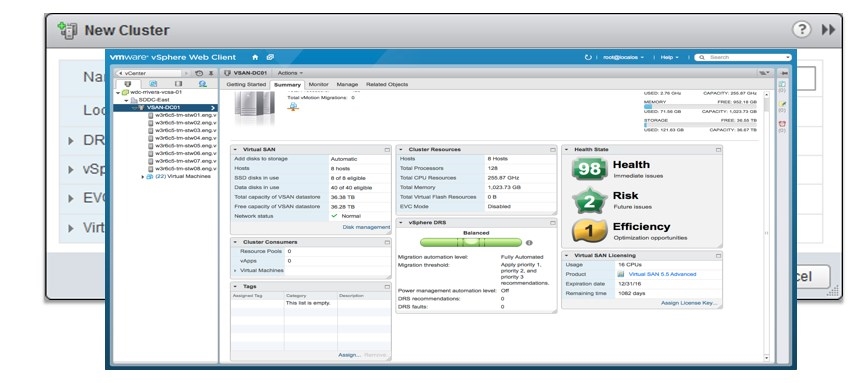 New Cluster
?
vmware vSphere Web Client
root@localos
Help
Search
Nar
Loc
DR
vSp
EVC
Virt
cel
vCenter
wdc-rnivera-vcsa-01
SDDC-East
VSAN-DC01
w3r6c5-tm-stw01.eng.v
w3r6c5-tm-stw02.eng.v
w3r6c5-tm-stw03.eng.v
w3r6c5-tm-stw04.eng.v
w3r6c5-tm-stw05.eng.v
w3r6c5-tm-stw06.eng.v
w3r6c5-tm-stw07.eng.v
w3r6c5-tm-stw08.eng.v
(22) Virtual Machines
VSAN-DC01 Actions
Getting Started Summary Monitor Manage Related Objects
Total vMotion Migrations: 0
USED: 2.76 GHz CAPACITY: 255.87 GHz
MEMORY FREE: 952.18 GB
USED: 71.55 GB CAPACITY: 1,023.73 GB
STORAGE
USED: 121.63 GB
Virtual SAN
Add disks to storage Automatic
Hosts 8 hosts
SSD disks in use 8 of 8 eligible
Data disks in use 40 of 40 eligible
Total capacity of VSAN datastore 36.38 TB
Free capacity of VSAN datastore 36.28 TB
Network status Normal
Disk management
Cluster Consumers
Resource Pools 0
vApps 0
Virtual Machines
Tags
Assigned Tag Category Description
This list is empty.
Assign... Remove
Cluster Resources
Hosts 8 Hosts
Total Processors 128
Total CPU Resources 255.87 GHz
Total Memory 1,023.73 GB
Total Virtual Flash Resources 0 B
EVC Mode Disabled
vSphere DRS
Balanced
Migration automation level: Fully Automated
Migration threshold: Apply priority 1,
priority 2, and
priority 3
recommendations.
Power management automation level: Off
DRS recommendations: 0
DRS faults: 0
Health State
98 Health
Immediate issues
2 Risk
Future issues
1 Efficiency
Optimization opportunities
Virtual SAN Licensing
Usage 16 CPUs
Product Virtual SAN 5.5 Advanced
Expiration date 12/31/16
Remaining time 1062 days
Assign License Key...